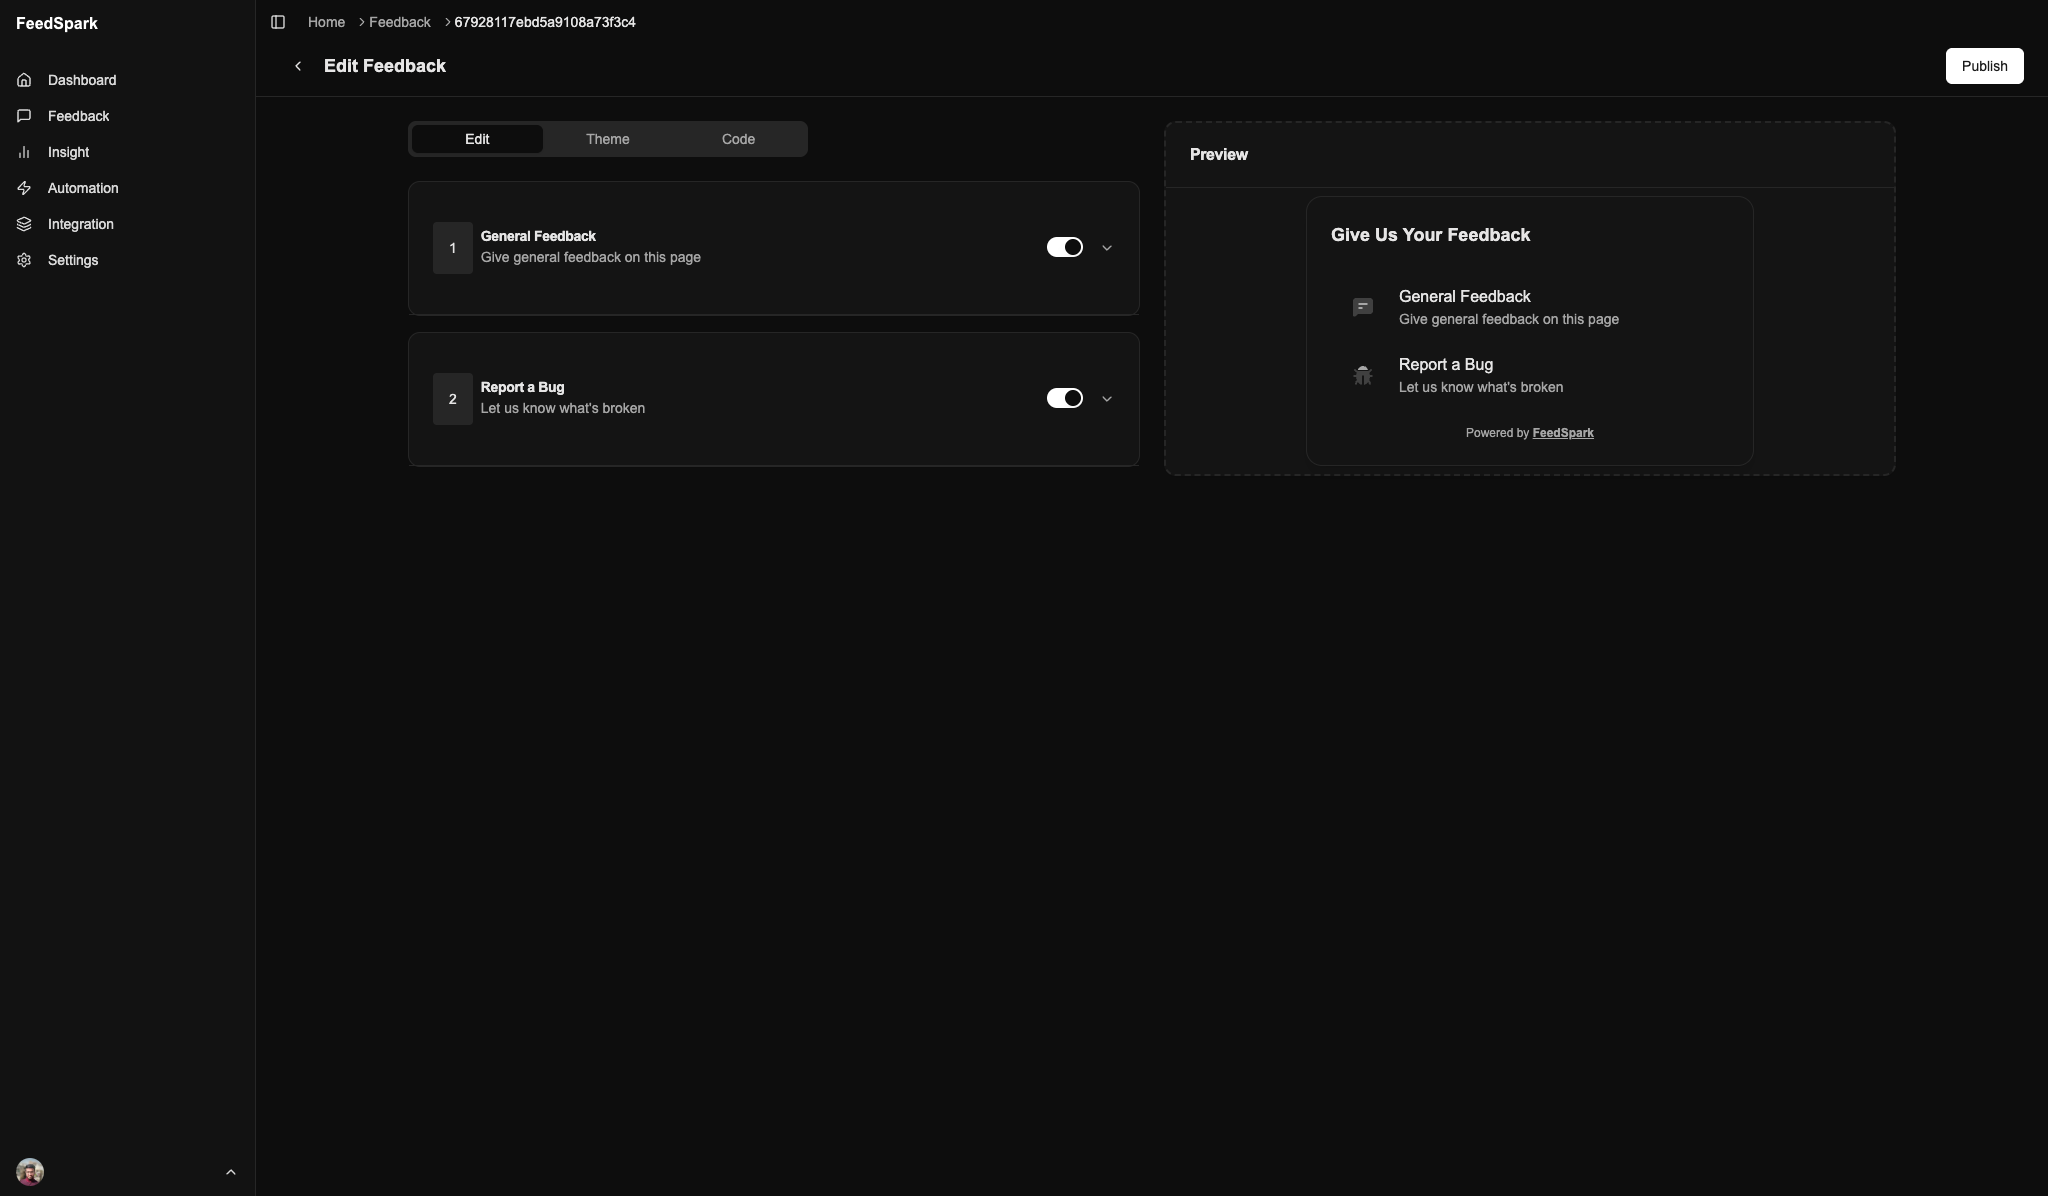 FeedSpark
Dashboard
Feedback
Insight
Automation
Integration
Settings
Home > Feedback > 67928117ebd5a9108a73f3c4
Edit Feedback
Publish
Edit
Theme
Code
1
General Feedback
Give general feedback on this page
2
Report a Bug
Let us know what's broken
Preview
Give Us Your Feedback
General Feedback
Give general feedback on this page
Report a Bug
Let us know what's broken
Powered by FeedSpark